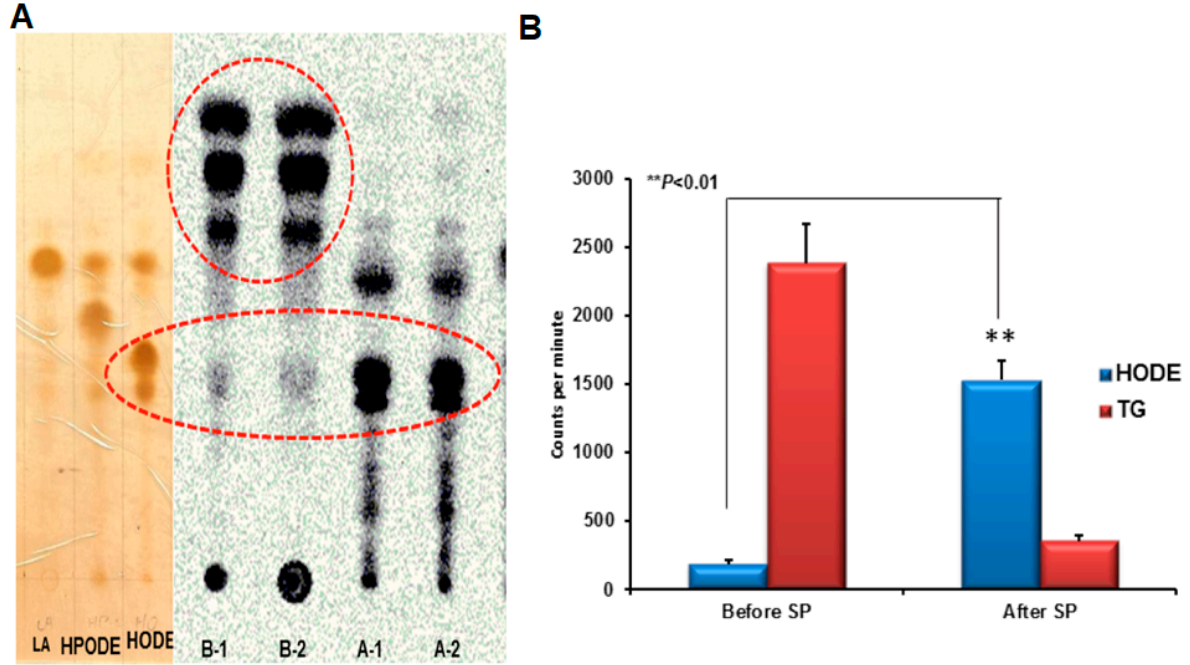 A
LA HPODE HODE B-1 B-2 A-1 A-2
B
**P<0.01
3000
2500
2000
1500
1000
500
0
Counts per minute
**
HODE
TG
Before SP After SP